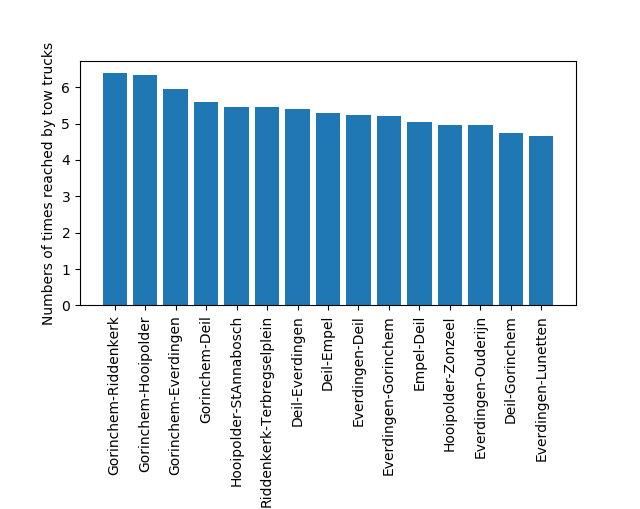 Numbers of times reached by tow trucks
6
5
4
3
2
1
0
Gorinchem-Riddenkerk
Gorinchem-Hooipolder
Gorinchem-Everdingen
Gorinchem-Deil
Hooipolder-StAnnabosch
Riddenkerk-Terbregselplein
Deil-Everdingen
Deil-Empel
Everdingen-Deil
Everdingen-Gorinchem
Empel-Deil
Hooipolder-Zonzeel
Everdingen-Ouderijn
Deil-Gorinchem
Everdingen-Lunetten